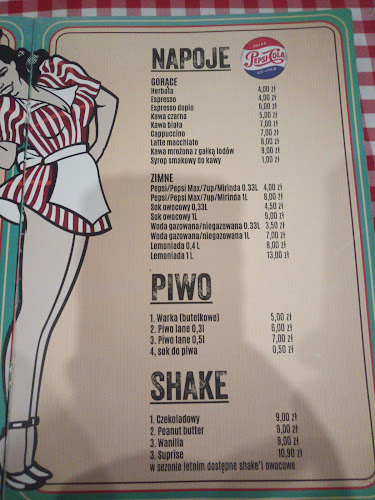 NAPOJE
DRINK
PEPSI-COLA
ICE-COLD
GORĄCE
Herbata 4,00 zł
Espresso 4,00 zł
Espresso dopio 6,00 zł
Kawa czarna 5,00 zł
Kawa biała 7,00 zł
Cappuccino 7,00 zł
Latte macchiato 8,00 zł
Kawa mrożona z gałką lodów 9,00 zł
Syrop smakowy do kawy 1,00 zł
ZIMNE
Pepsi/Pepsi Max/7up/Mirinda 0.33L 4,00 zł
Pepsi/Pepsi Max/7up/Mirinda 1L 8,00 zł
Sok owocowy 0,33L 4,50 zł
Sok owocowy 1L 9,00 zł
Woda gazowana/niegazowana 0.33L 3,50 zł
Woda gazowana/niegazowana 1L 7,00 zł
Lemoniada 0,4 L 8,00 zł
Lemoniada 1 L 13,00 zł
PIWO
1. Warka (butelkowe) 5,00 zł
2. Piwo lane 0,3l 6,00 zł
3. Piwo lane 0,5l 7,00 zł
4, sok do piwa 0,50 zł
SHAKE
1. Czekoladowy 9,00 zł
2. Peanut butter 9,00 zł
3. Wanilla 9,00 zł
3. Suprise 10,90 zł
w sezonie letnim dostępne shake'i owocowe